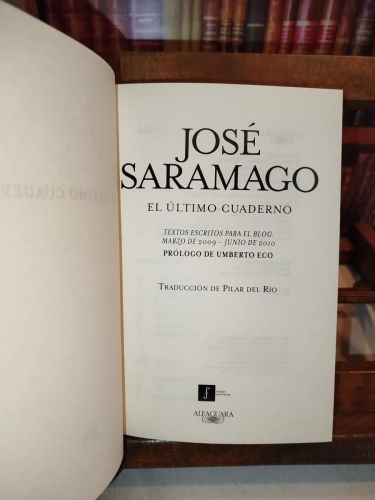 JOSÉ
SARAMAGO
EL ÚLTIMO CUADERNO
TEXTOS ESCRITOS PARA EL BLOG.
MARZO DE 2009 – JUNIO DE 2010
PRÓLOGO DE UMBERTO ECO
TRADUCCIÓN DE PILAR DEL RÍO
ALFAGUARA